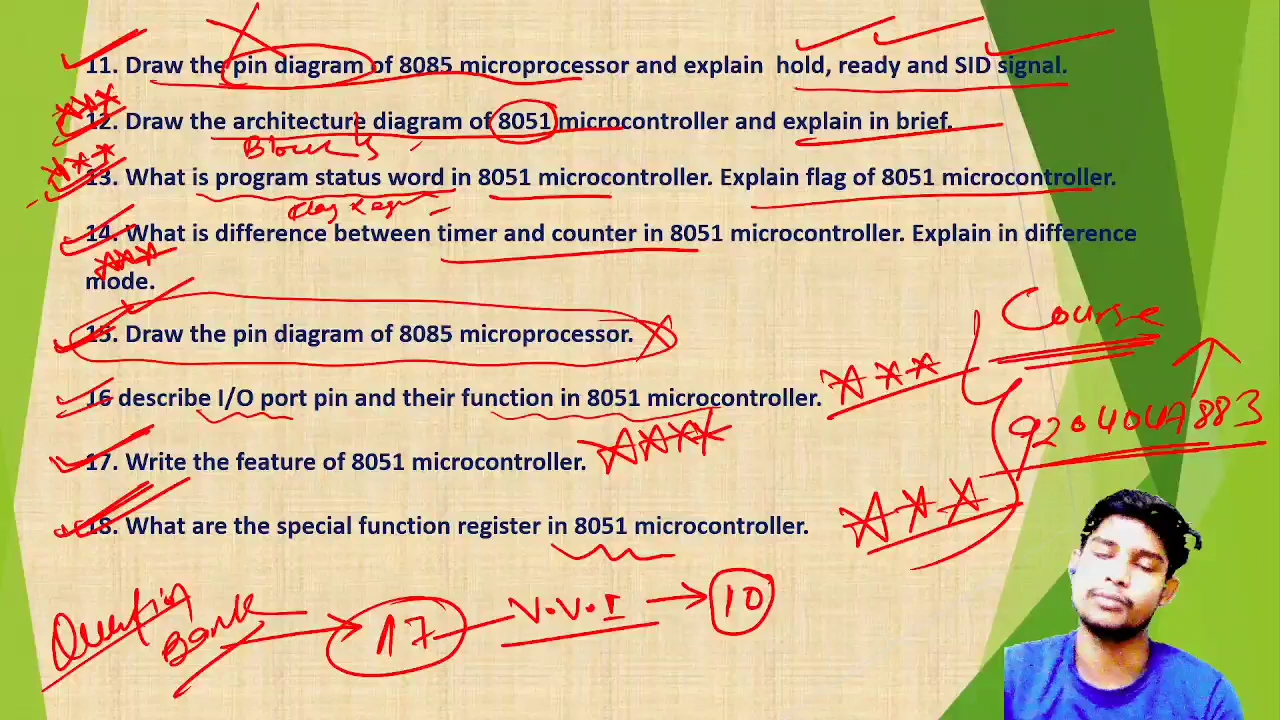 11. Draw the pin diagram of 8085 microprocessor and explain hold, ready and SID signal.
12. Draw the architecture diagram of 8051 microcontroller and explain in brief.
Block
13. What is program status word in 8051 microcontroller. Explain flag of 8051 microcontroller.
flag
14. What is difference between timer and counter in 8051 microcontroller. Explain in difference
mode.
Course
15. Draw the pin diagram of 8085 microprocessor.
16 describe I/O port pin and their function in 8051 microcontroller.
17. Write the feature of 8051 microcontroller.
18. What are the special function register in 8051 microcontroller.
Question
Bank
17
V.V.I
10